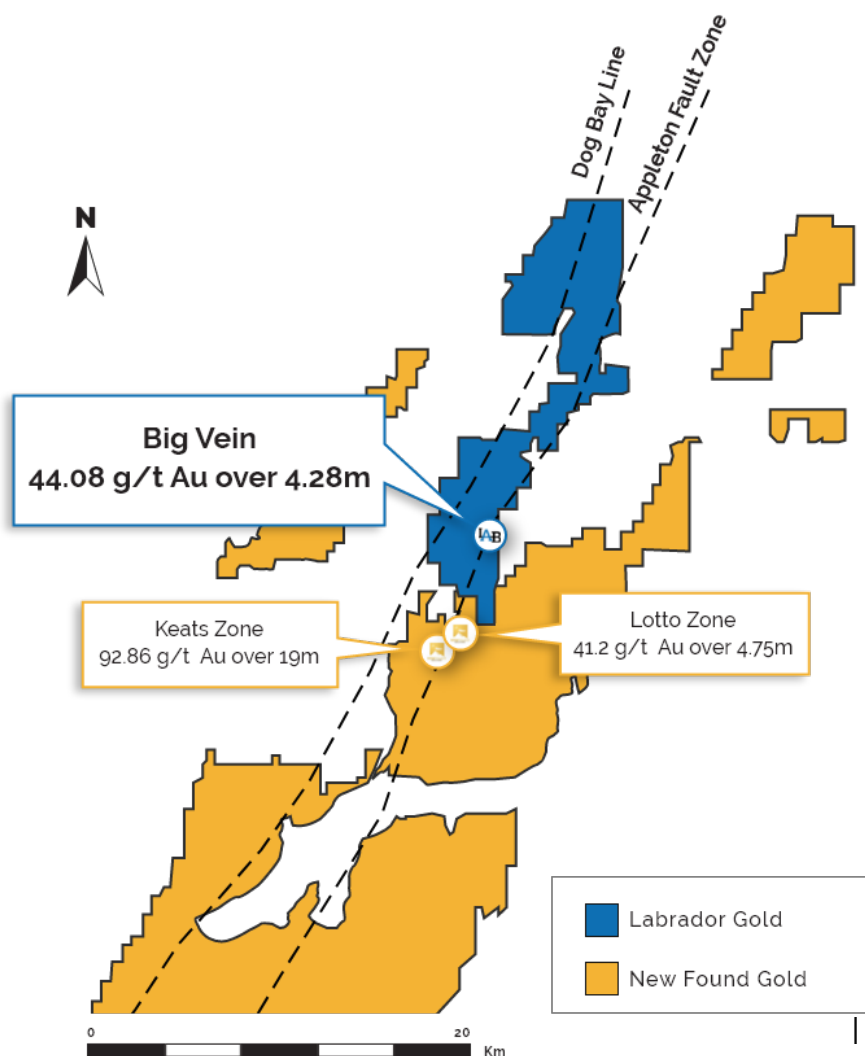 Dog Bay Line
Appleton Fault Zone
N
Big Vein
44.08 g/t Au over 4.28m
LAB
Keats Zone
92.86 g/t Au over 19m
Lotto Zone
41.2 g/t Au over 4.75m
Labrador Gold
New Found Gold
0
20
Km